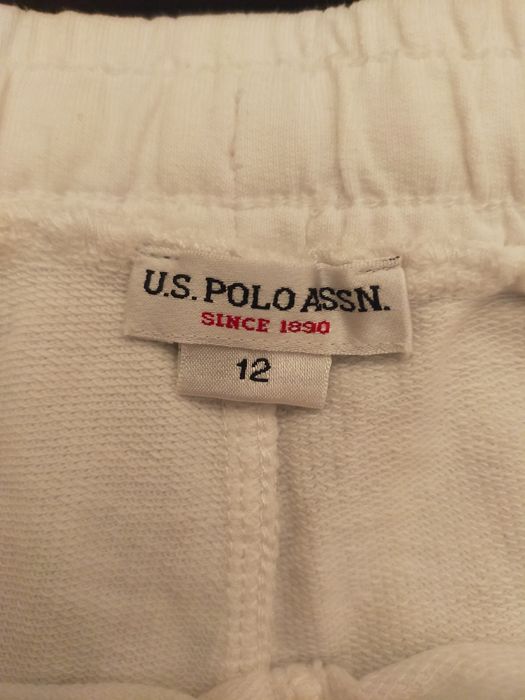 U.S. POLO ASSN.
SINCE 1890
12